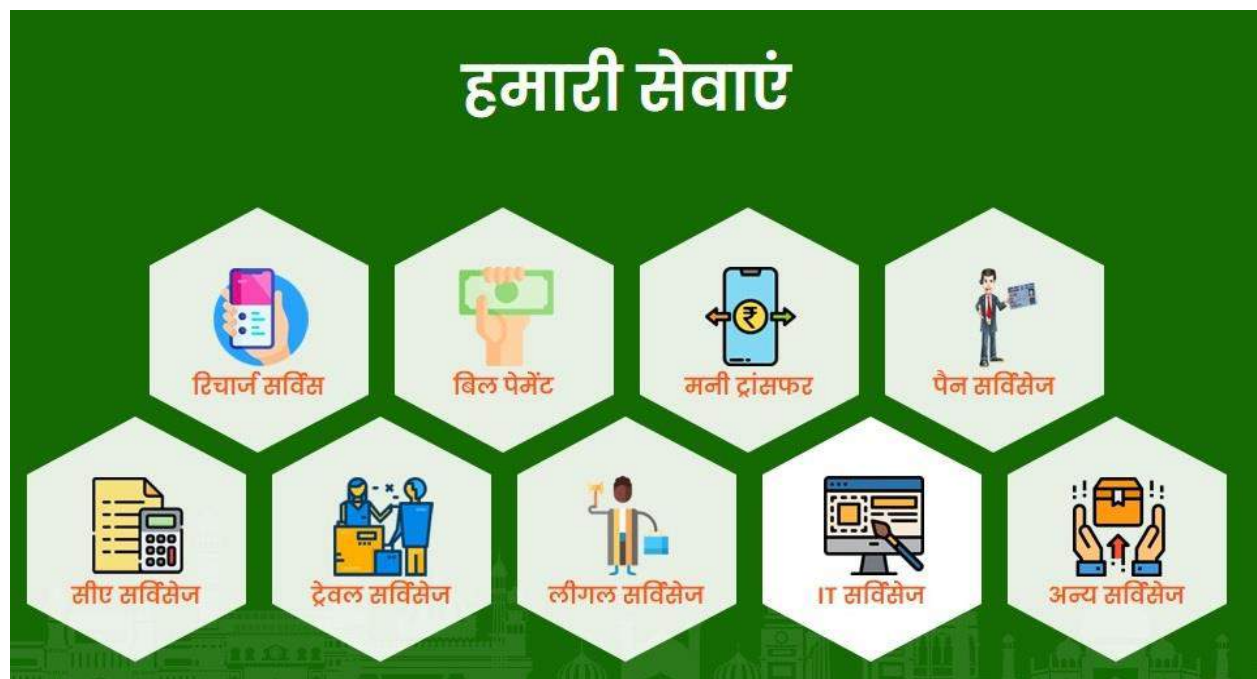 हमारी सेवाएं
रिचार्ज सर्विस
बिल पेमेंट
मनी ट्रांसफर
पैन सर्विसेज
सीए सर्विसेज
ट्रेवल सर्विसेज
लीगल सर्विसेज
IT सर्विसेज
अन्य सर्विसेज